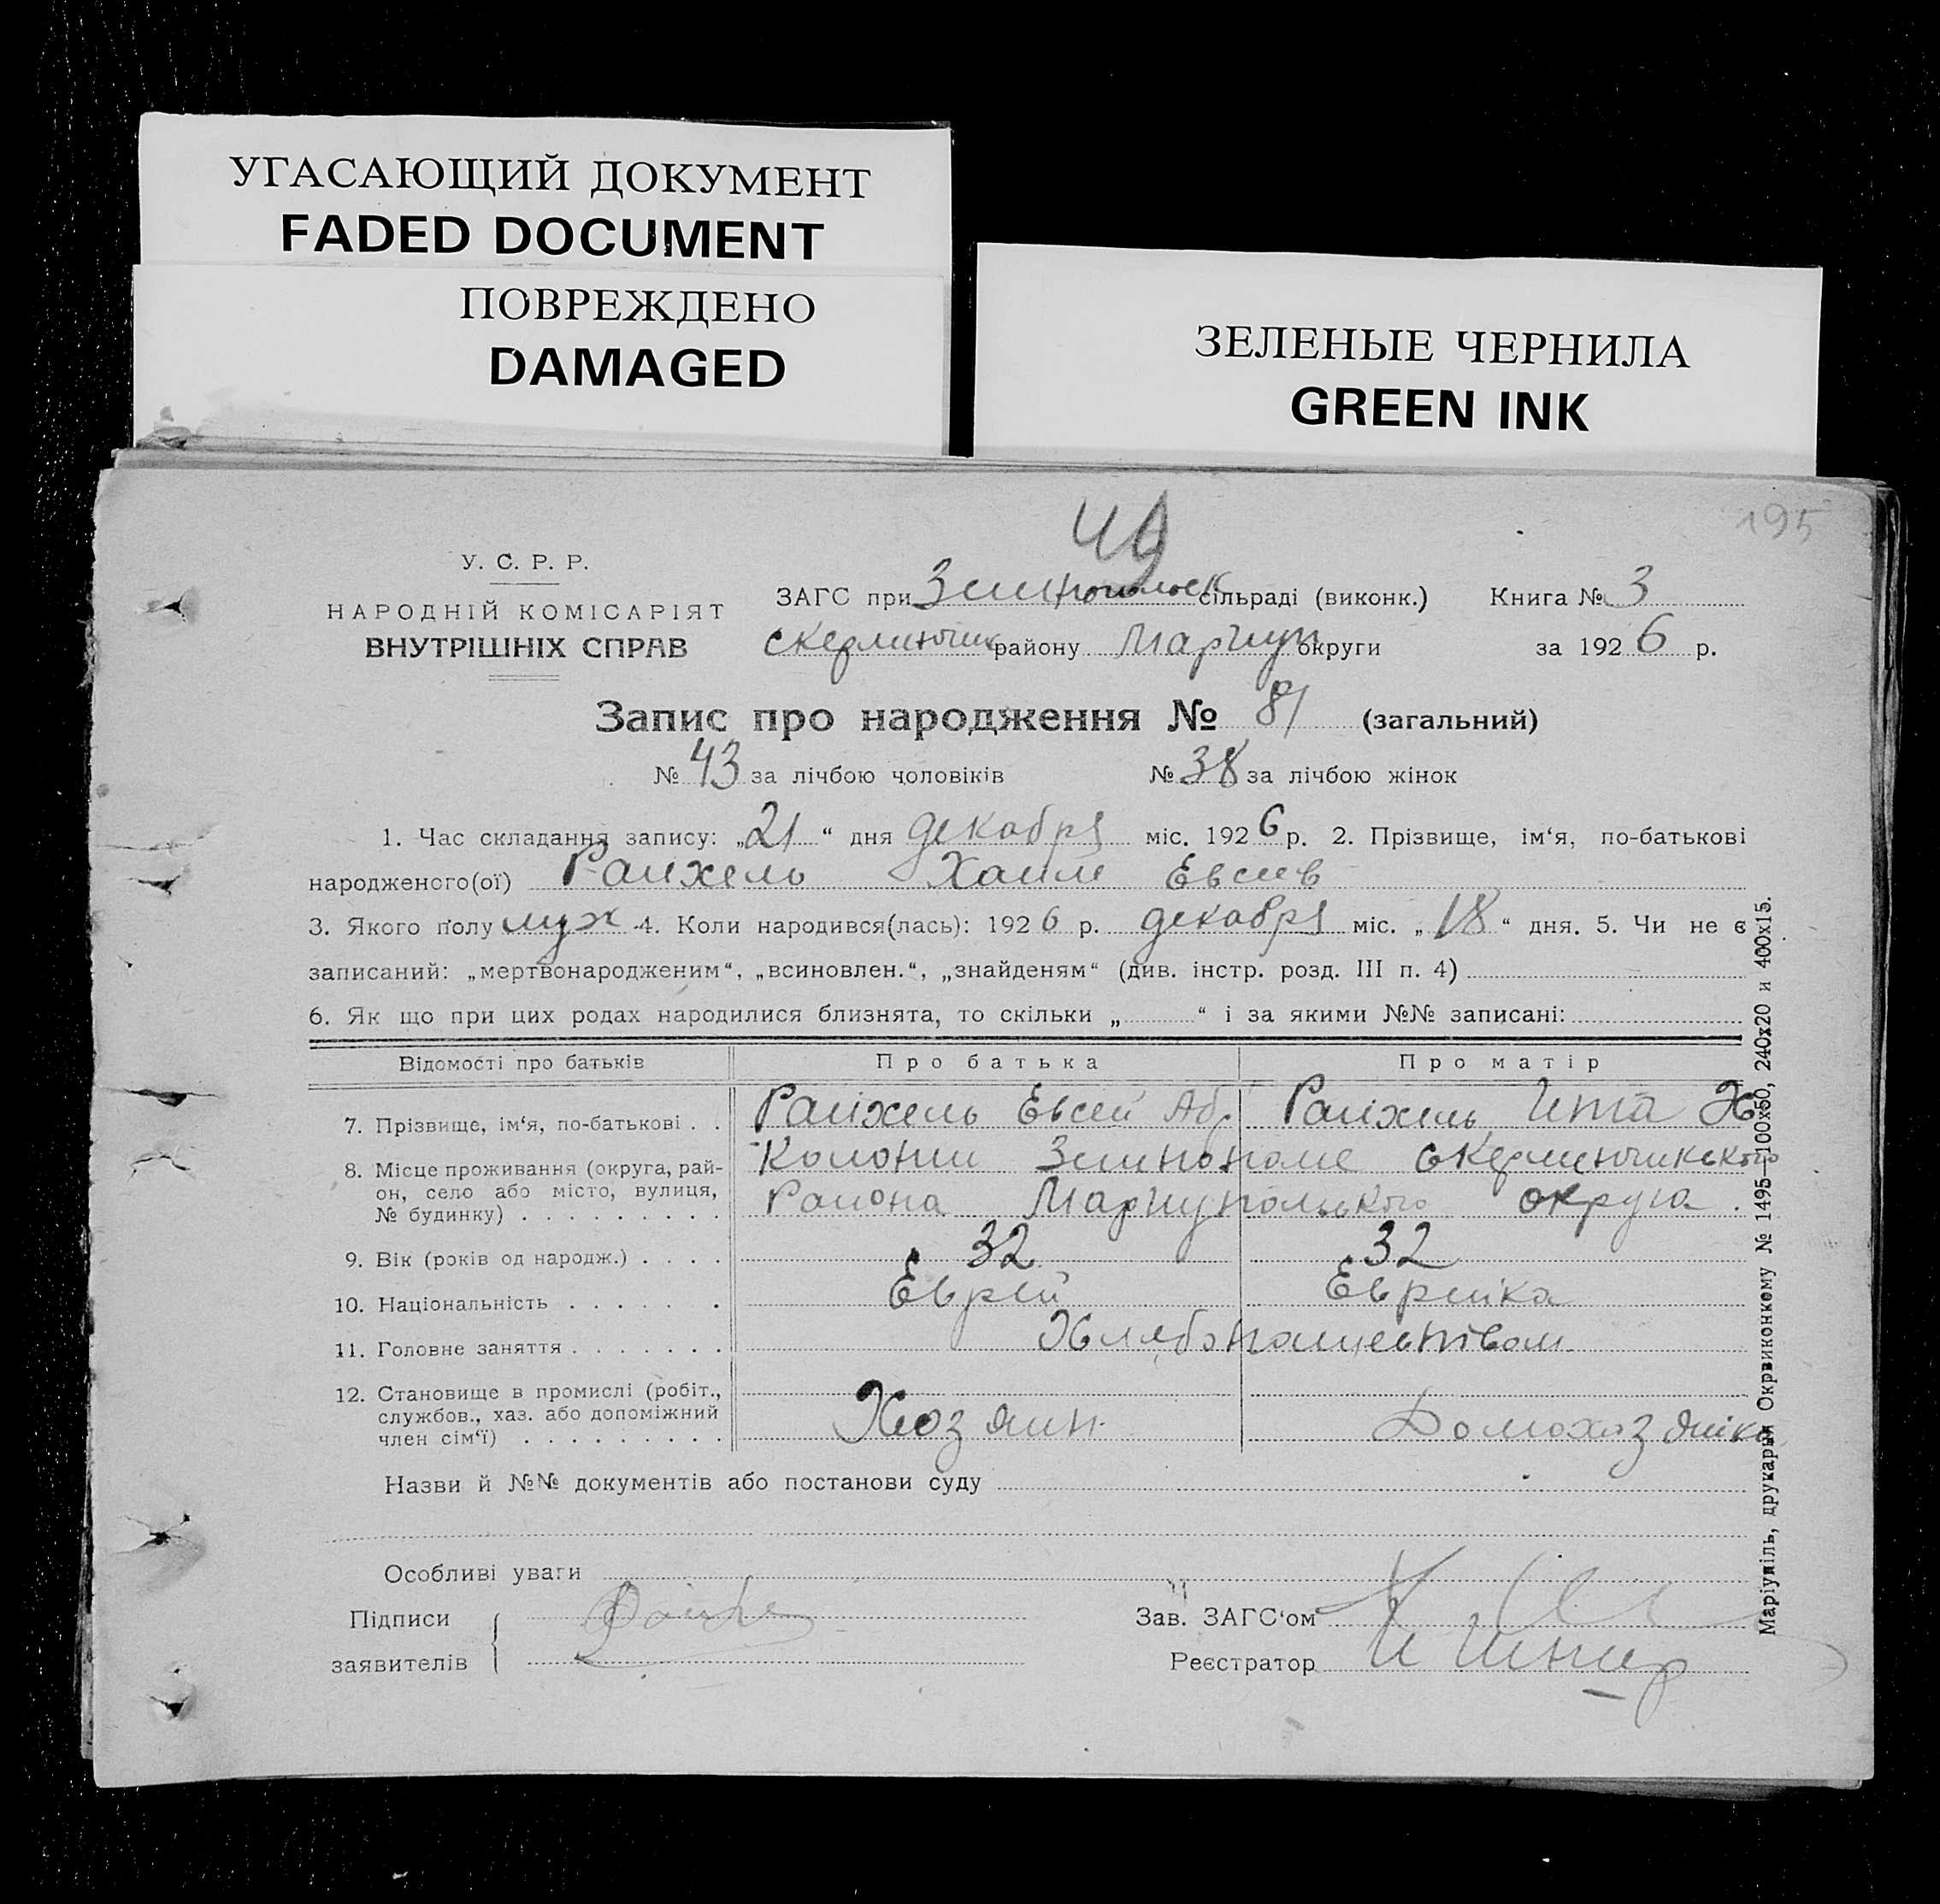 УГАСАЮЩИЙ ДОКУМЕНТ
FADED DOCUMENT
ПОВРЕЖДЕНО
DAMAGED
ЗЕЛЕНЫЕ ЧЕРНИЛА
GREEN INK
49
195
У. С. Р. Р.
НАРОДНІЙ КОМІСАРІЯТ
ВНУТРІШНІХ СПРАВ
ЗАГС при Зеинопольск сільраді (виконк.) Книга № 3
району Мариуп округи за 1926 р.
Запис про народження № 81 (загальний)
№ 43 за лічбою чоловіків № 38 за лічбою жінок
1. Час складання запису: „21“ дня декабря міс. 1926 р. 2. Прізвище, ім‘я, по-батькові
народженого(ої) Райхель Хаим Евсеев
3. Якого полу муж 4. Коли народився(лась): 1926 р. декабря міс. „18“ дня. 5. Чи не є
записаний: „мертвонародженим“, „всиновлен.“, „знайденям“ (див. інстр. розд. III п. 4)
6. Як що при цих родах народилися близнята, то скільки „ “ і за якими №№ записані:
Відомості про батьків Про батька Про матір
7. Прізвище, ім‘я, по-батькові . . Райхель Евсей Аб. Райхель Ита Х
8. Місце проживання (округа, рай-
он, село або місто, вулиця,
№ будинку) . . . . . . . . .
Колонии
Района Мариупольского округа.
9. Вік (років од народж.) . . . . 32 32
10. Національність . . . . . . . Еврей Еврейка
11. Головне заняття . . . . . . .
12. Становище в промислі (робіт.,
службов., хаз. або допоміжний
член сім‘ї) . . . . . . . . .
Хозяин Домохозяйка
Назви й №№ документів або постанови суду
Особливі уваги
Підписи
заявителів
Зав. ЗАГС‘ом
Реєстратор
Маріупіль, друкарня Окрвиконкому № 1495—100х50, 240х20 и 400х15.